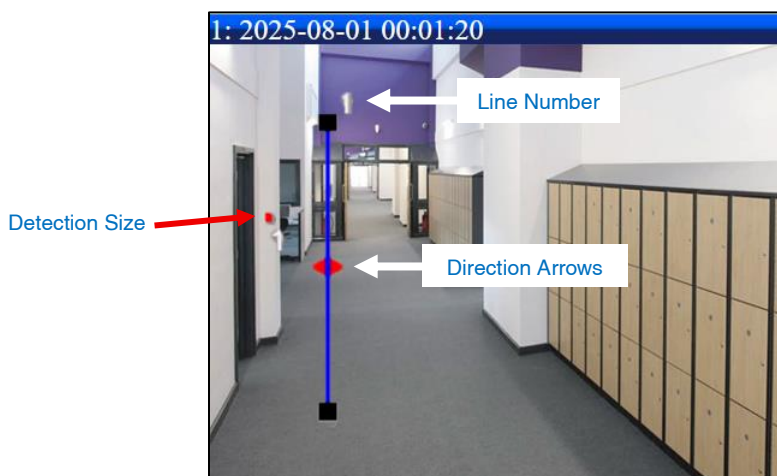 1: 2025-08-01 00:01:20
Line Number
Detection Size
Direction Arrows